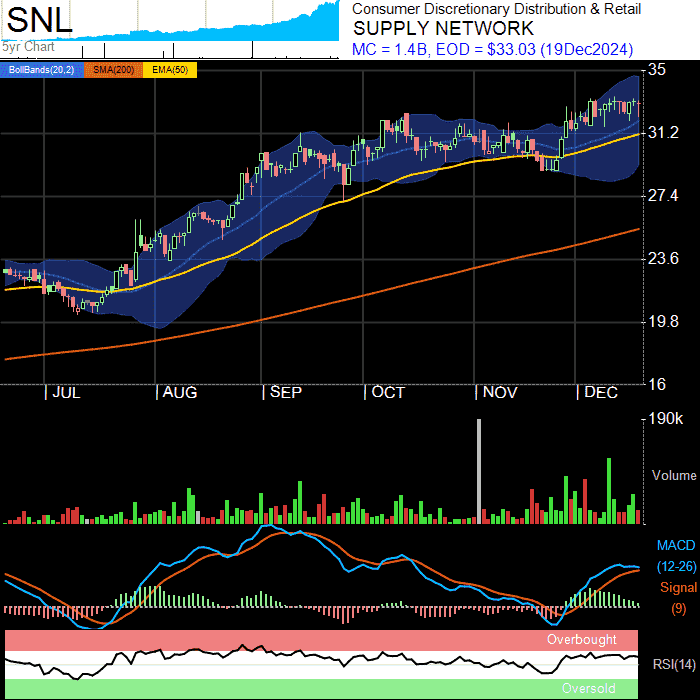 SNL
5yr Chart
Consumer Discretionary Distribution & Retail
SUPPLY NETWORK
MC = 1.4B, EOD = $33.03 (19Dec2024)
BollBands(20,2) SMA(200) EMA(50)
35
31.2
27.4
23.6
19.8
16
JUL AUG SEP OCT NOV DEC
190k
Volume
MACD
(12-26)
Signal
(9)
Overbought
RSI(14)
Oversold